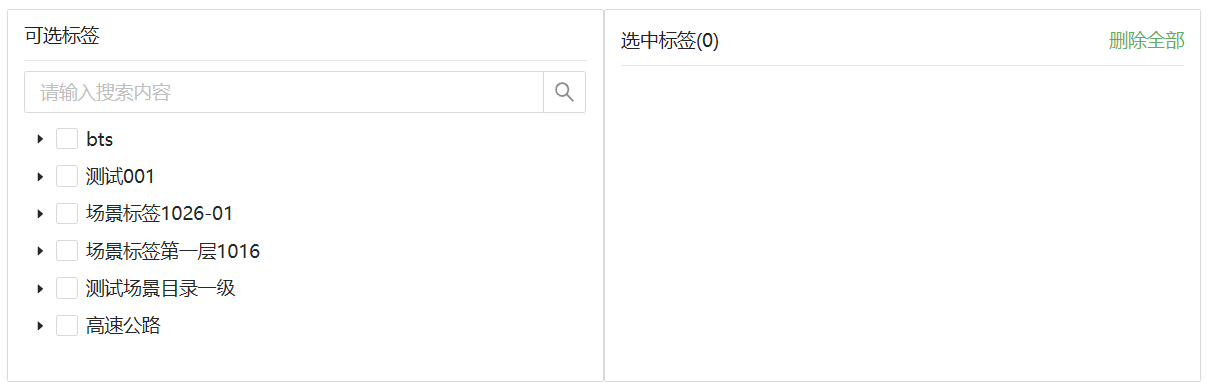 可选标签
请输入搜索内容
bts
测试001
场景标签1026-01
场景标签第一层1016
测试场景目录一级
高速公路
选中标签(0)
删除全部